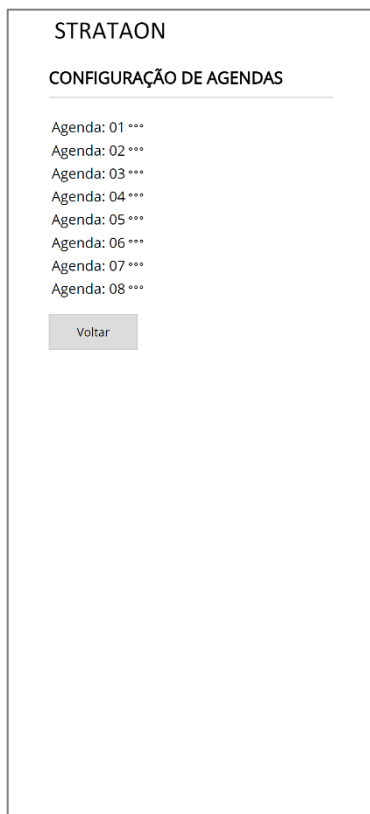 STRATAON
CONFIGURAÇÃO DE AGENDAS
Agenda: 01 °°°
Agenda: 02 °°°
Agenda: 03 °°°
Agenda: 04 °°°
Agenda: 05 °°°
Agenda: 06 °°°
Agenda: 07 °°°
Agenda: 08 °°°
Voltar